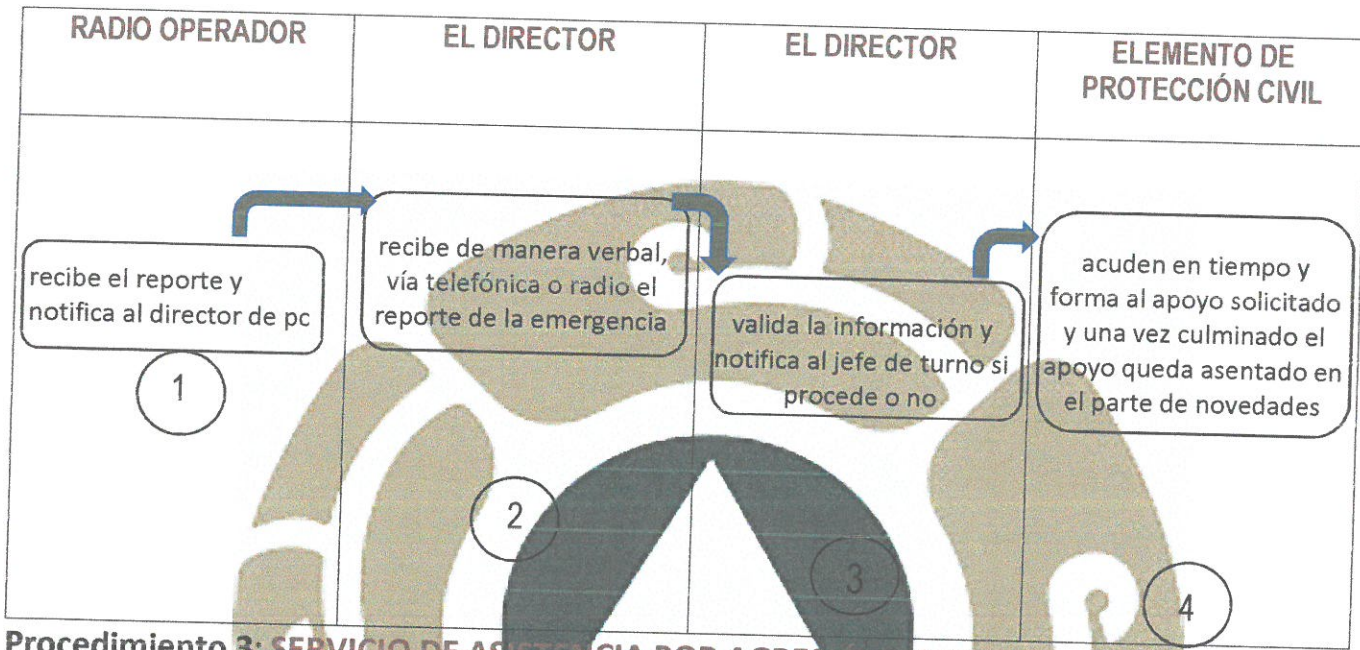 RADIO OPERADOR
EL DIRECTOR
EL DIRECTOR
ELEMENTO DE
PROTECCIÓN CIVIL
recibe el reporte y
notifica al director de pc
1
recibe de manera verbal,
vía telefónica o radio el
reporte de la emergencia
2
valida la información y
notifica al jefe de turno si
procede o no
3
acuden en tiempo y
forma al apoyo solicitado
y una vez culminado el
apoyo queda asentado en
el parte de novedades
4
Procedimiento 3: SERVICIO DE POR